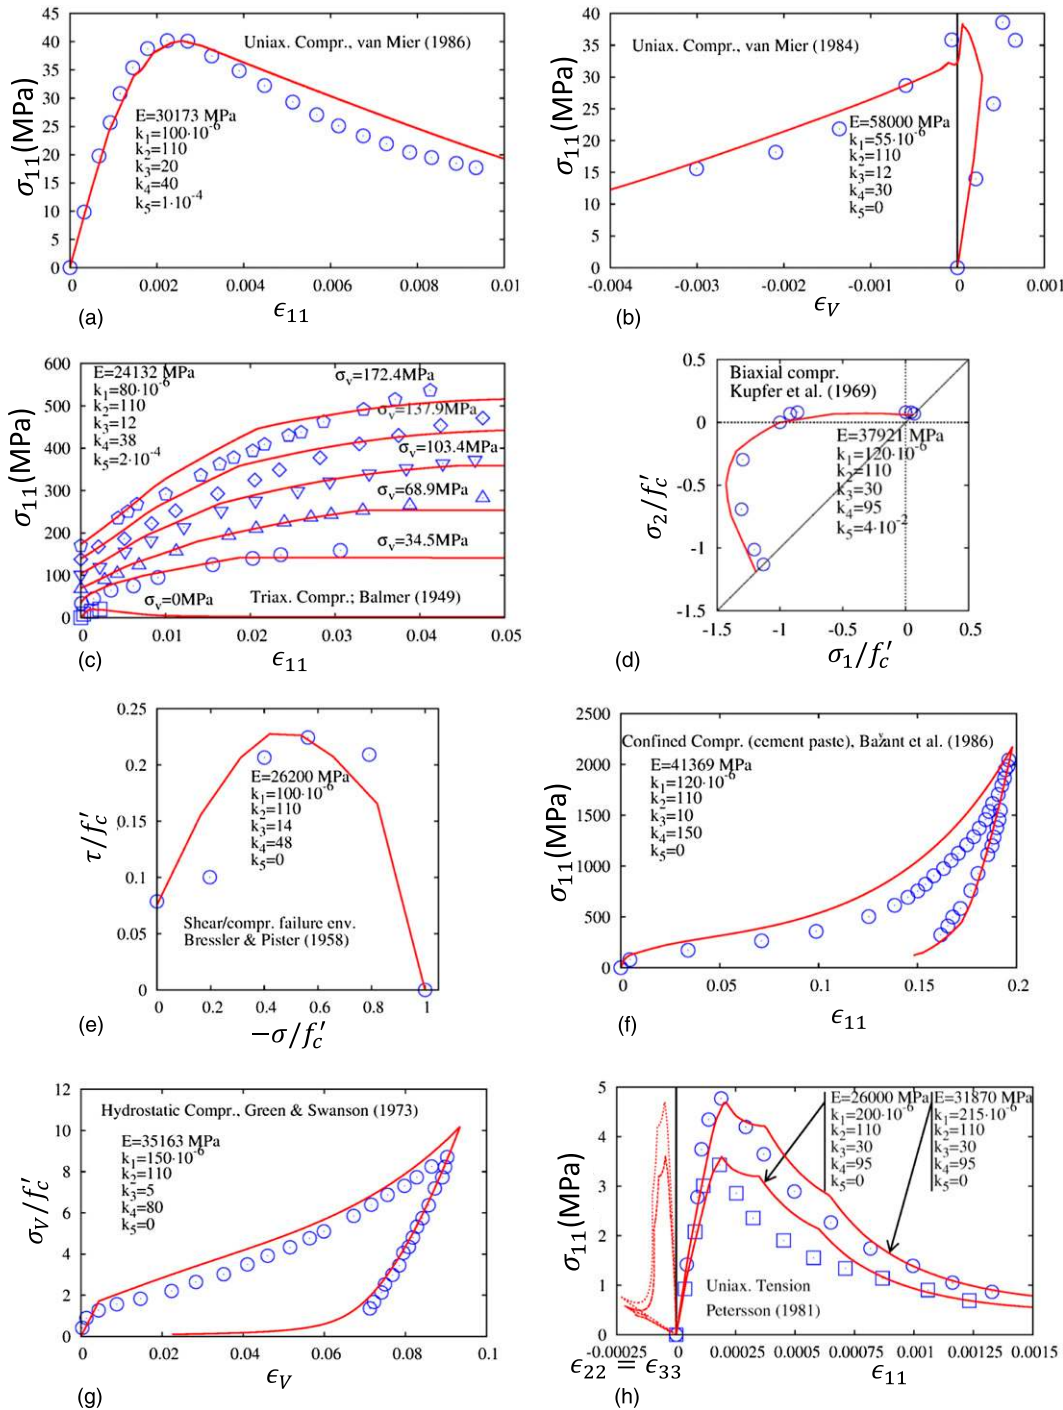 45
40
35
30
25
20
15
10
5
0
σ₁₁(MPa)
Uniax. Compr., van Mier (1986)
E=30173 MPa
k₁=100·10⁻⁶
k₂=110
k₃=20
k₄=40
k₅=1·10⁻⁴
0 0.002 0.004 0.006 0.008 0.01
(a) ϵ₁₁
40
35
30
25
20
15
10
5
0
σ₁₁(MPa)
Uniax. Compr., van Mier (1984)
E=58000 MPa
k₁=55·10⁻⁶
k₂=110
k₃=12
k₄=30
k₅=0
-0.004 -0.003 -0.002 -0.001 0 0.001
(b) ϵ_V
600
500
400
300
200
100
0
σ₁₁(MPa)
E=24132 MPa
k₁=80·10⁻⁶
k₂=110
k₃=12
k₄=38
k₅=2·10⁻⁴
σᵥ=172.4MPa
σᵥ=137.9MPa
σᵥ=103.4MPa
σᵥ=68.9MPa
σᵥ=34.5MPa
σᵥ=0MPa
Triax. Compr.; Balmer (1949)
0 0.01 0.02 0.03 0.04 0.05
(c) ϵ₁₁
0.5
0
-0.5
-1
-1.5
σ₂/f′c
Biaxial compr.
Kupfer et al. (1969)
E=37921 MPa
k₁=120·10⁻⁶
k₂=110
k₃=30
k₄=95
k₅=4·10⁻²
-1.5 -1 -0.5 0 0.5
(d) σ₁/f′c
0.25
0.2
0.15
0.1
0.05
0
τ/f′c
E=26200 MPa
k₁=100·10⁻⁶
k₂=110
k₃=14
k₄=48
k₅=0
Shear/compr. failure env.
Bressler & Pister (1958)
0 0.2 0.4 0.6 0.8 1
(e) −σ/f′c
2500
2000
1500
1000
500
0
σ₁₁(MPa)
Confined Compr. (cement paste), Bažant et al. (1986)
E=41369 MPa
k₁=120·10⁻⁶
k₂=110
k₃=10
k₄=150
k₅=0
0 0.05 0.1 0.15 0.2
(f) ϵ₁₁
12
10
8
6
4
2
0
σ_V/f′c
Hydrostatic Compr., Green & Swanson (1973)
E=35163 MPa
k₁=150·10⁻⁶
k₂=110
k₃=5
k₄=80
k₅=0
0 0.02 0.04 0.06 0.08 0.1
(g) ϵ_V
5
4
3
2
1
0
σ₁₁(MPa)
E=26000 MPa
k₁=200·10⁻⁶
k₂=110
k₃=30
k₄=95
k₅=0
E=31870 MPa
k₁=215·10⁻⁶
k₂=110
k₃=30
k₄=95
k₅=0
Uniax. Tension
Petersson (1981)
-0.00025 0 0.00025 0.00075 0.001 0.00125 0.0015
ϵ₂₂ = ϵ₃₃ (h) ϵ₁₁